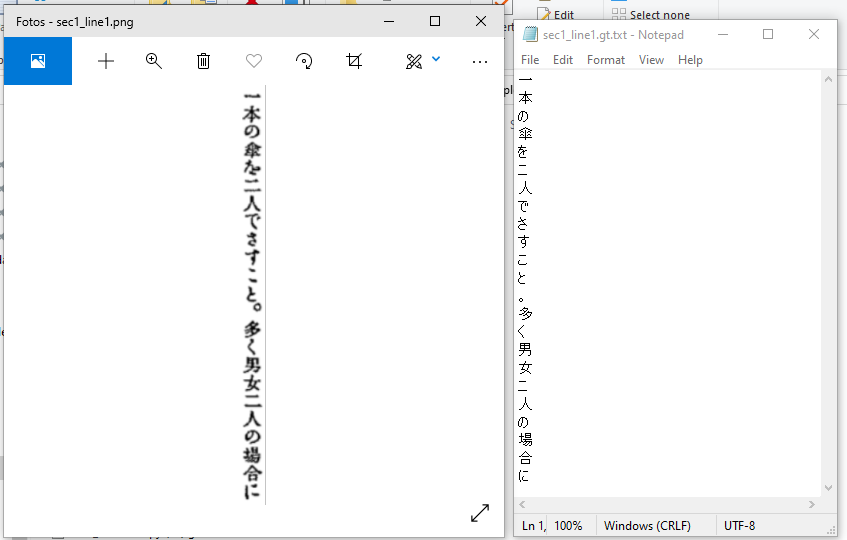 Edit
Select none
Fotos - sec1_line1.png
一本の傘を二人でさすこと。多く男女二人の場合に
sec1_line1.gt.txt - Notepad
File Edit Format View Help
一
本
の
傘
を
二
人
で
さ
す
こ
と
。
多
く
男
女
二
人
の
場
合
に
Ln 1, 100% Windows (CRLF) UTF-8